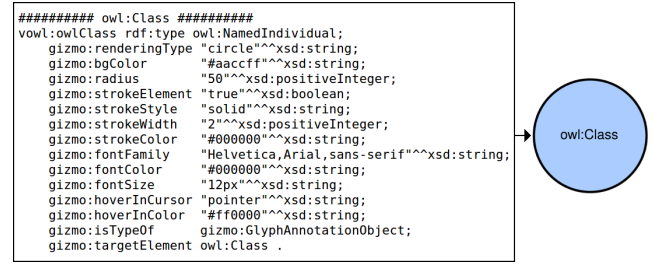 ########## owl:Class ##########
vowl:owlClass rdf:type owl:NamedIndividual;
    gizmo:renderingType "circle"^^xsd:string;
    gizmo:bgColor       "#aaccff"^^xsd:string;
    gizmo:radius        "50"^^xsd:positiveInteger;
    gizmo:strokeElement "true"^^xsd:boolean;
    gizmo:strokeStyle   "solid"^^xsd:string;
    gizmo:strokeWidth   "2"^^xsd:positiveInteger;
    gizmo:strokeColor   "#000000"^^xsd:string;
    gizmo:fontFamily    "Helvetica,Arial,sans-serif"^^xsd:string;
    gizmo:fontColor     "#000000"^^xsd:string;
    gizmo:fontSize      "12px"^^xsd:string;
    gizmo:hoverInCursor "pointer"^^xsd:string;
    gizmo:hoverInColor  "#ff0000"^^xsd:string;
    gizmo:isTypeOf      gizmo:GlyphAnnotationObject;
    gizmo:targetElement owl:Class .
owl:Class